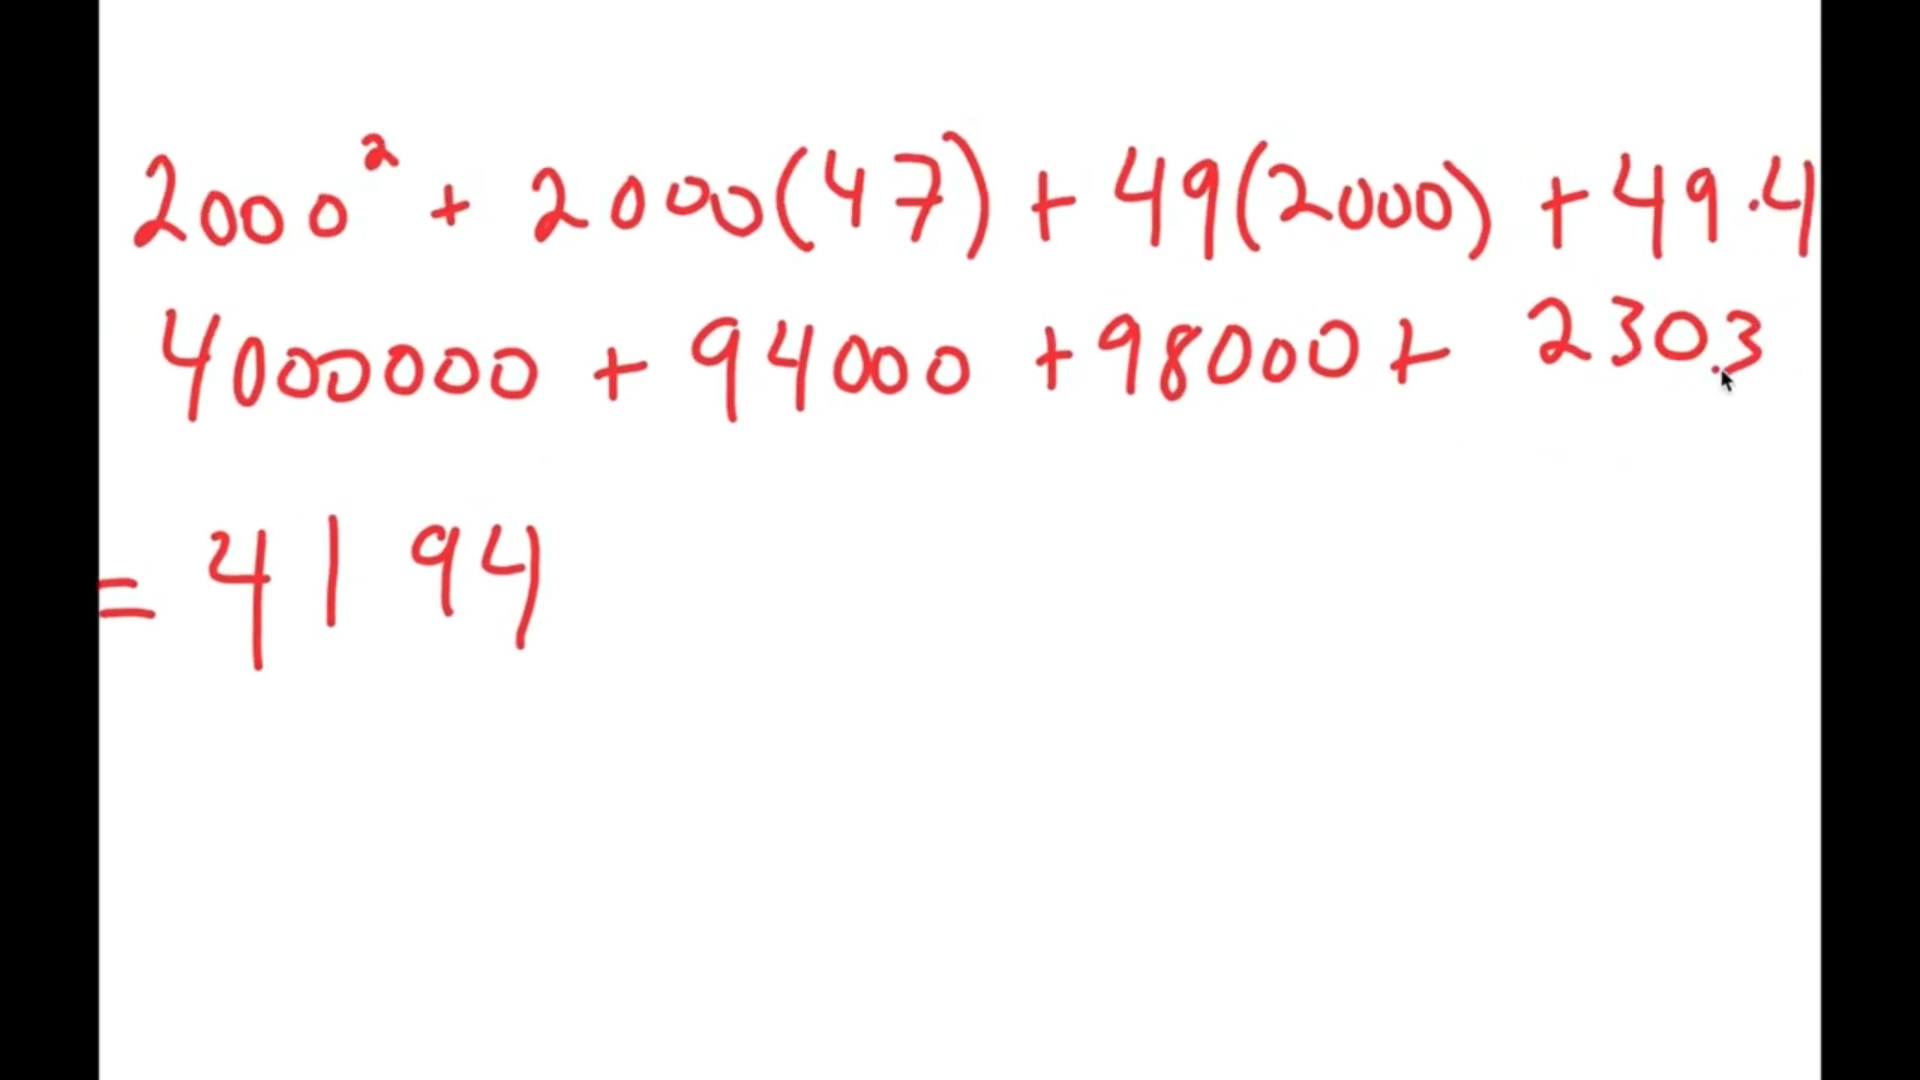 2000² + 2000(47) + 49(2000) + 49.4
4000000 + 94000 + 98000 + 2303
= 4194